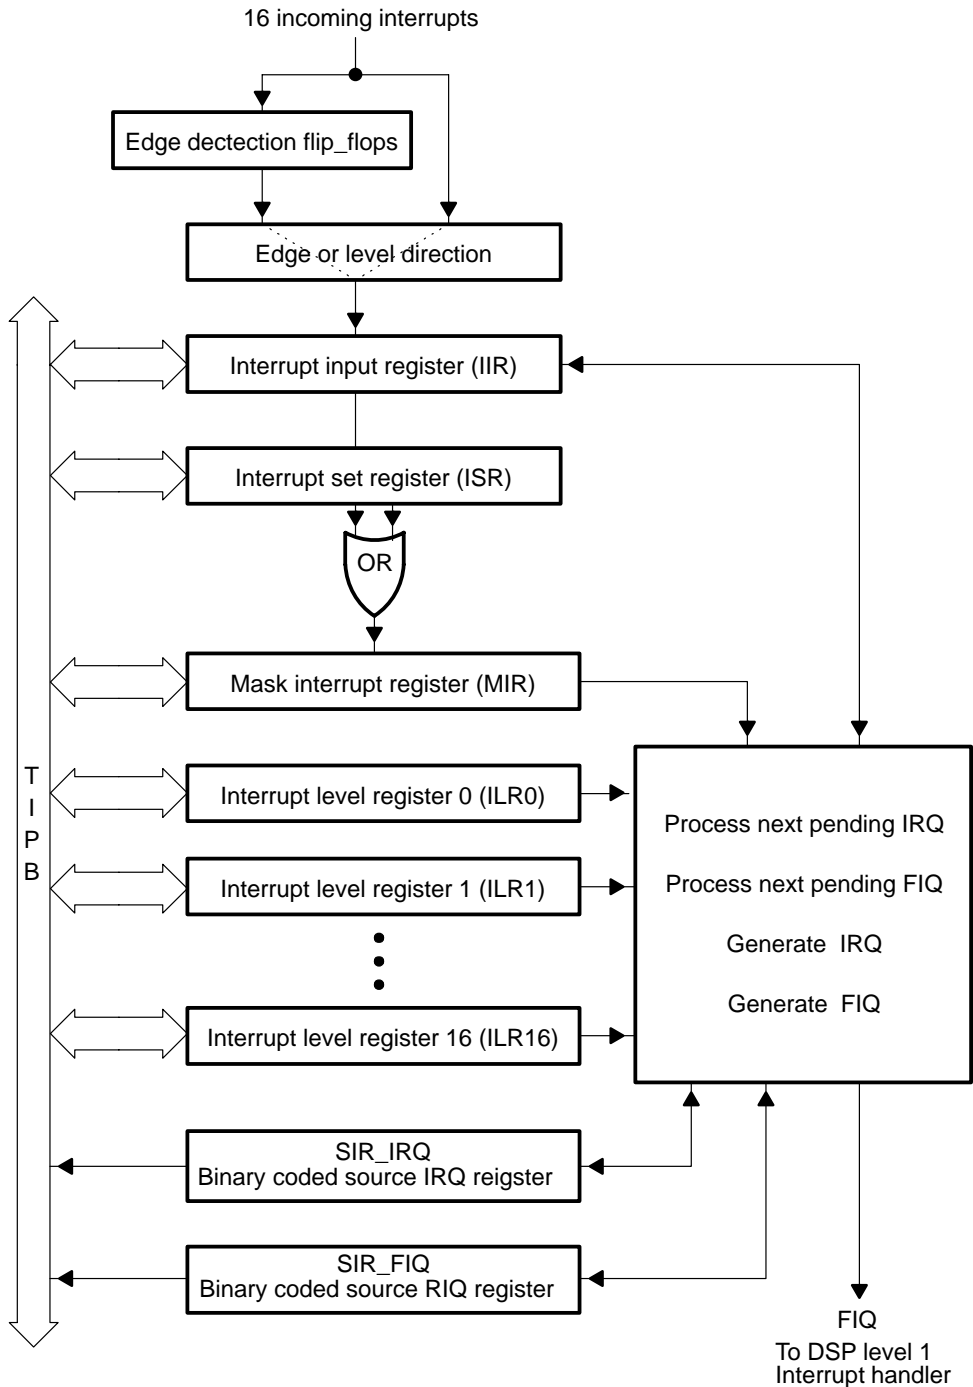 16 incoming interrupts
Edge dectection flip_flops
Edge or level direction
Interrupt input register (IIR)
Interrupt set register (ISR)
OR
Mask interrupt register (MIR)
T
I
P
B
Interrupt level register 0 (ILR0)
Interrupt level register 1 (ILR1)
Interrupt level register 16 (ILR16)
Process next pending IRQ
Process next pending FIQ
Generate IRQ
Generate FIQ
SIR_IRQ
Binary coded source IRQ reigster
SIR_FIQ
Binary coded source RIQ register
FIQ
To DSP level 1
Interrupt handler